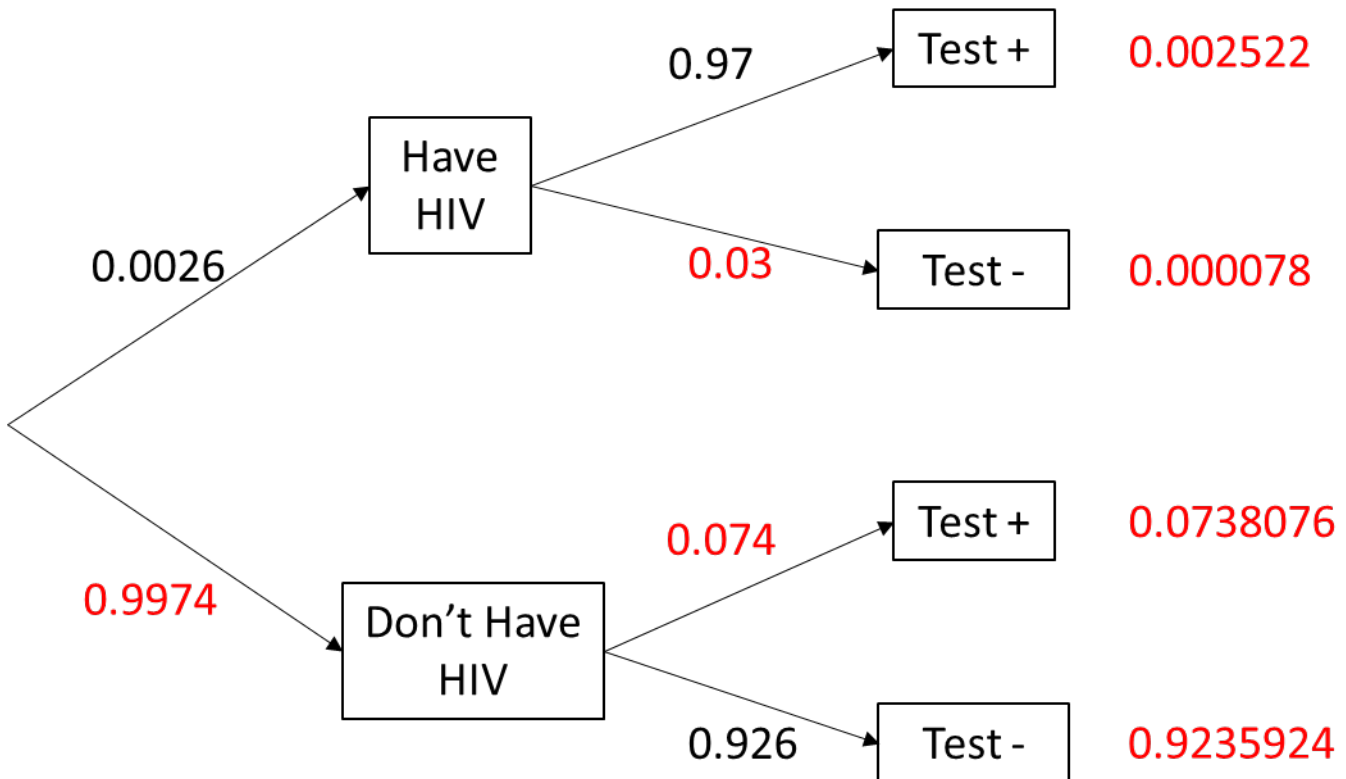 0.97
Test +
0.002522
Have
HIV
0.0026
0.03
Test -
0.000078
0.074
Test +
0.0738076
0.9974
Don’t Have
HIV
0.926
Test -
0.9235924